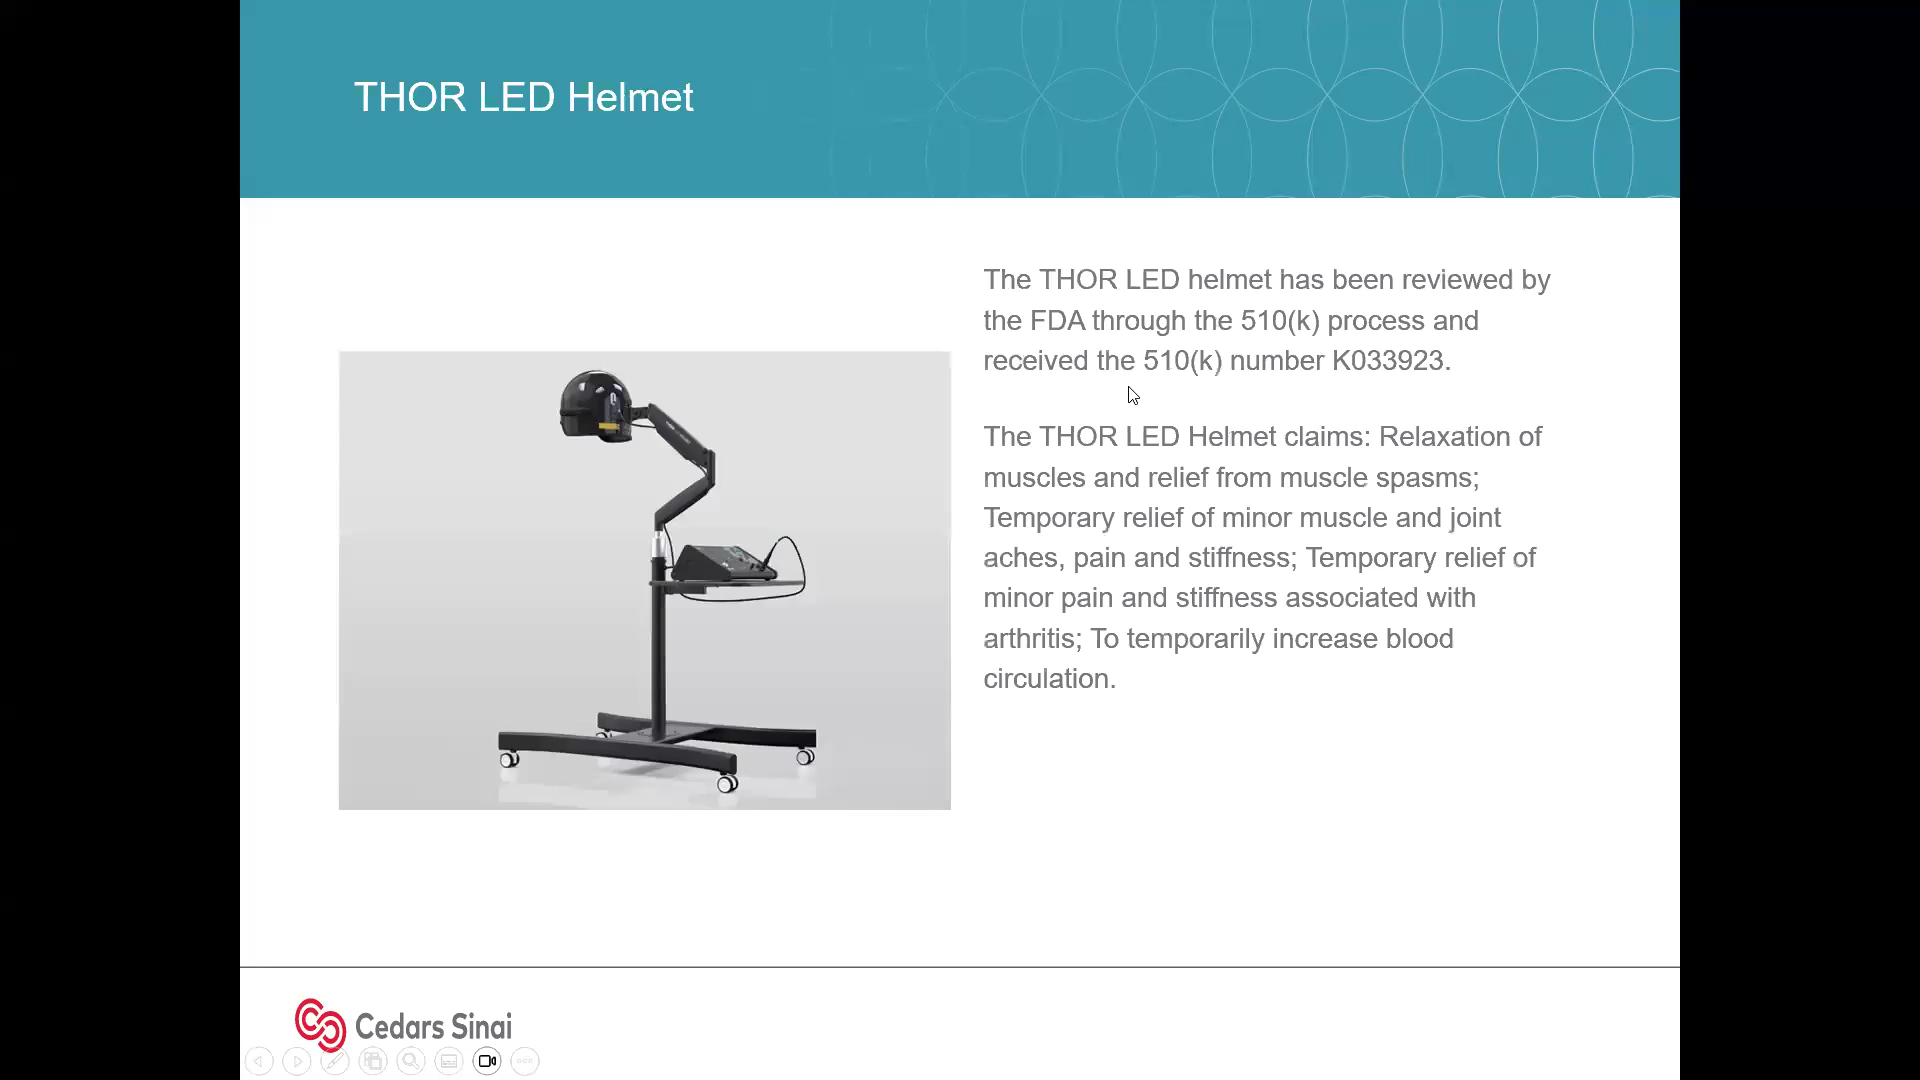 THOR LED Helmet
The THOR LED helmet has been reviewed by
the FDA through the 510(k) process and
received the 510(k) number K033923.
The THOR LED Helmet claims: Relaxation of
muscles and relief from muscle spasms;
Temporary relief of minor muscle and joint
aches, pain and stiffness; Temporary relief of
minor pain and stiffness associated with
arthritis; To temporarily increase blood
circulation.
Cedars Sinai